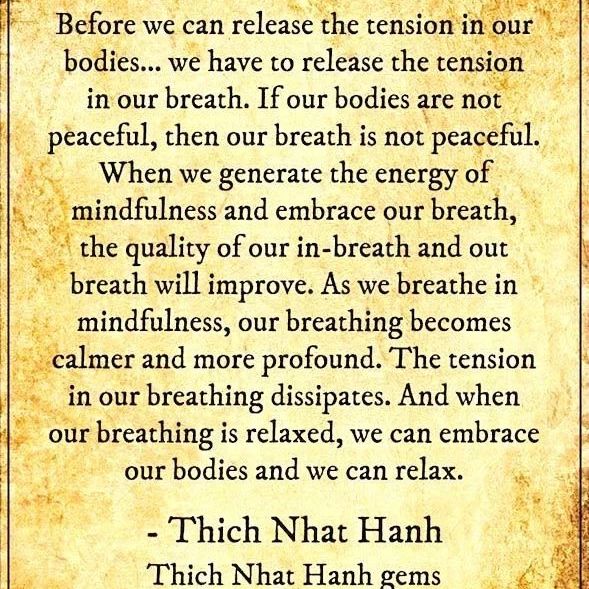 Before we can release the tension in our
bodies... we have to release the tension
in our breath. If our bodies are not
peaceful, then our breath is not peaceful.
When we generate the energy of
mindfulness and embrace our breath,
the quality of our in-breath and out
breath will improve. As we breathe in
mindfulness, our breathing becomes
calmer and more profound. The tension
in our breathing dissipates. And when
our breathing is relaxed, we can embrace
our bodies and we can relax.
- Thich Nhat Hanh
Thich Nhat Hanh gems